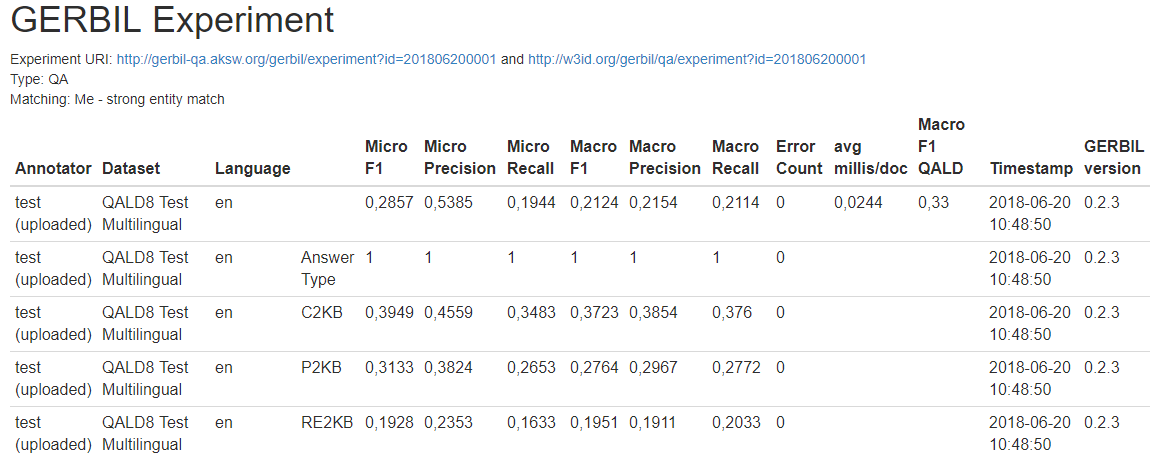 GERBIL Experiment
Experiment URI: http://gerbil-qa.aksw.org/gerbil/experiment?id=201806200001 and http://w3id.org/gerbil/qa/experiment?id=201806200001
Type: QA
Matching: Me - strong entity match
Annotator Dataset Language Micro F1 Micro Precision Micro Recall Macro F1 Macro Precision Macro Recall Error Count avg millis/doc Macro F1 QALD Timestamp GERBIL version
test (uploaded) QALD8 Test Multilingual en 0,2857 0,5385 0,1944 0,2124 0,2154 0,2114 0 0,0244 0,33 2018-06-20 10:48:50 0.2.3
test (uploaded) QALD8 Test Multilingual en Answer Type 1 1 1 1 1 1 0 2018-06-20 10:48:50 0.2.3
test (uploaded) QALD8 Test Multilingual en C2KB 0,3949 0,4559 0,3483 0,3723 0,3854 0,376 0 2018-06-20 10:48:50 0.2.3
test (uploaded) QALD8 Test Multilingual en P2KB 0,3133 0,3824 0,2653 0,2764 0,2967 0,2772 0 2018-06-20 10:48:50 0.2.3
test (uploaded) QALD8 Test Multilingual en RE2KB 0,1928 0,2353 0,1633 0,1951 0,1911 0,2033 0 2018-06-20 10:48:50 0.2.3